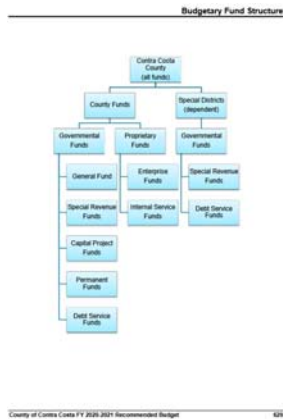 Budgetary Fund Structure
Contra Costa
County
(all funds)
County Funds
Special Districts
(dependent)
Governmental
Funds
Proprietary
Funds
Governmental
Funds
General Fund
Enterprise
Funds
Special Revenue
Funds
Special Revenue
Funds
Internal Service
Funds
Debt Service
Funds
Capital Project
Funds
Permanent
Funds
Debt Service
Funds
County of Contra Costa FY 2020-2021 Recommended Budget